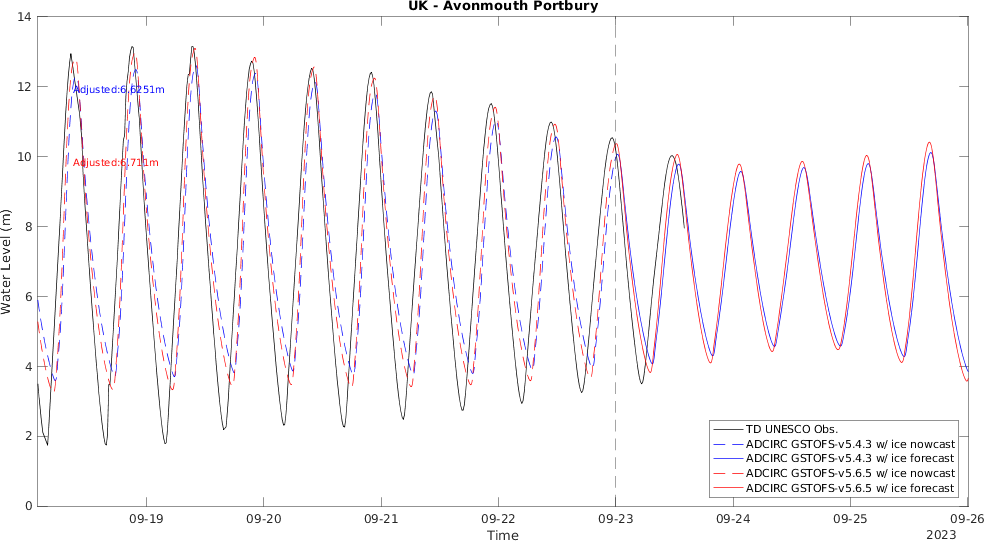 UK - Avonmouth Portbury
14
12
10
8
6
4
2
0
Water Level (m)
Adjusted:6.6251m
Adjusted:6.711m
TD UNESCO Obs.
ADCIRC GSTOFS-v5.4.3 w/ ice nowcast
ADCIRC GSTOFS-v5.4.3 w/ ice forecast
ADCIRC GSTOFS-v5.6.5 w/ ice nowcast
ADCIRC GSTOFS-v5.6.5 w/ ice forecast
09-19 09-20 09-21 09-22 09-23 09-24 09-25 09-26
Time
2023